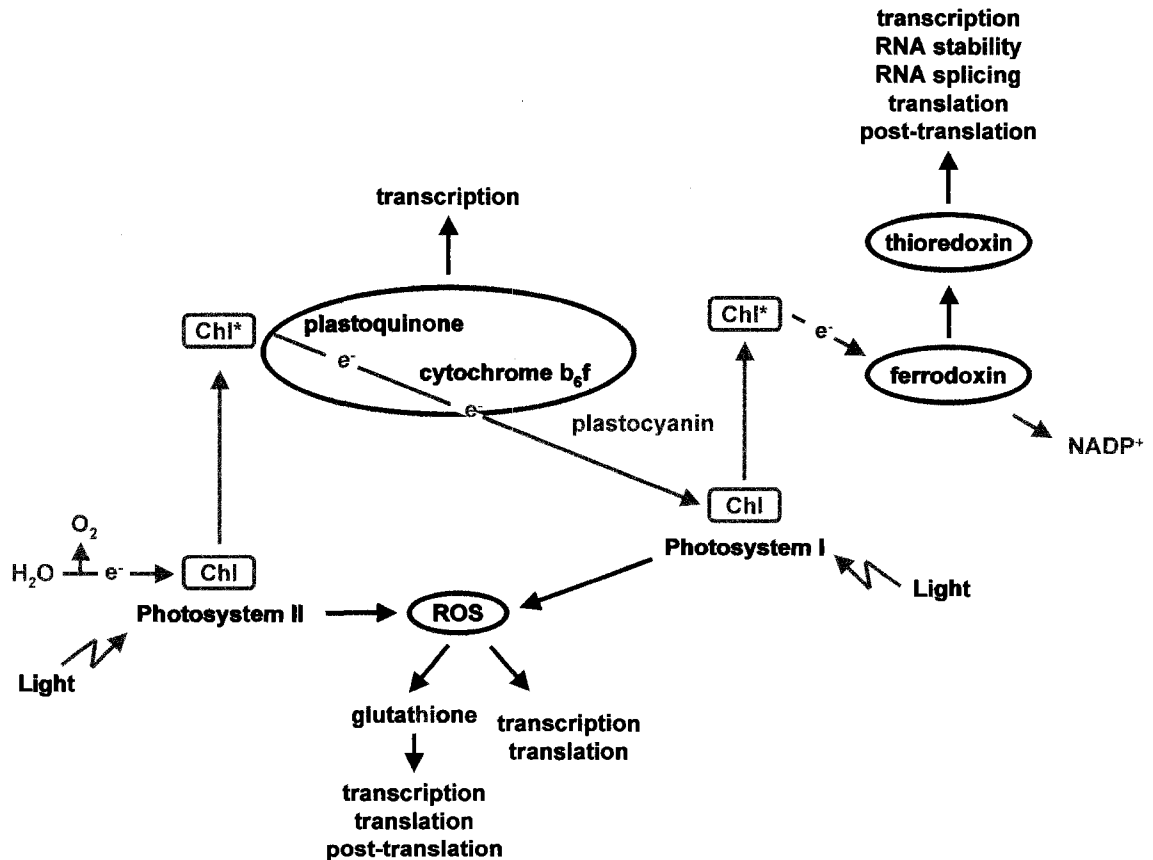 transcription
RNA stability
RNA splicing
translation
post-translation
transcription
thioredoxin
Chl*
plastoquinone
e-
cytochrome b6f
e-
plastocyanin
Chl*
e-
ferrodoxin
NADP+
Chl
Photosystem I
Light
O2
H2O
e-
Chl
Photosystem II
Light
ROS
glutathione
transcription
translation
transcription
translation
post-translation